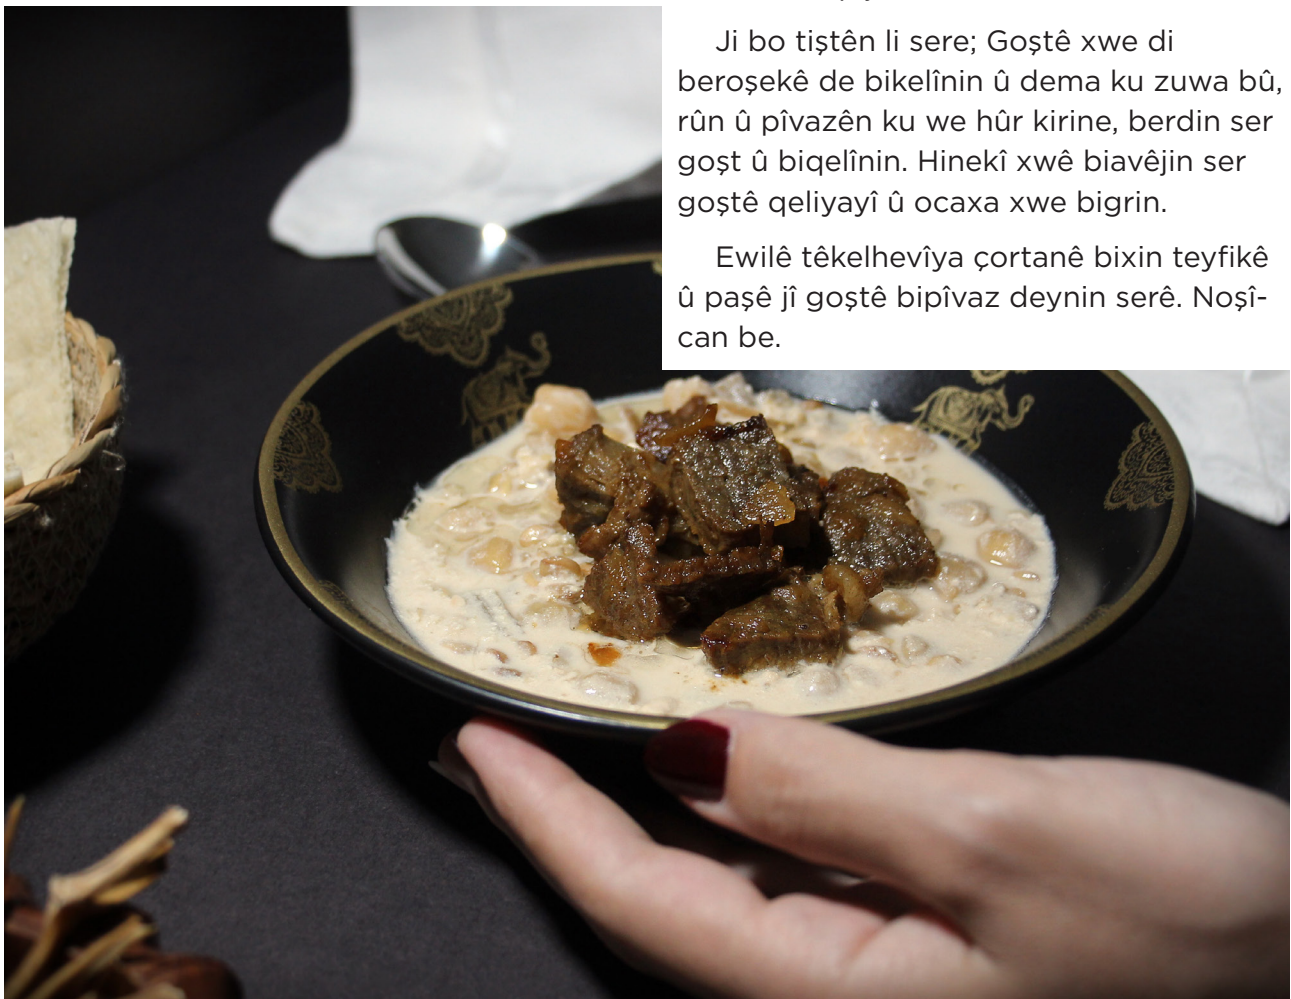 Ji bo tiştên li sere; Goştê xwe di
beroşekê de bikelînin û dema ku zuwa bû,
rûn û pîvazên ku we hûr kirine, berdin ser
goşt û biqelînin. Hinekî xwê biavêjin ser
goştê qeliyayî û ocaxa xwe bigrin.
Ewilê têkelhevîya çortanê bixin teyfikê
û paşê jî goştê bipîvaz deynin serê. Noşî-
can be.